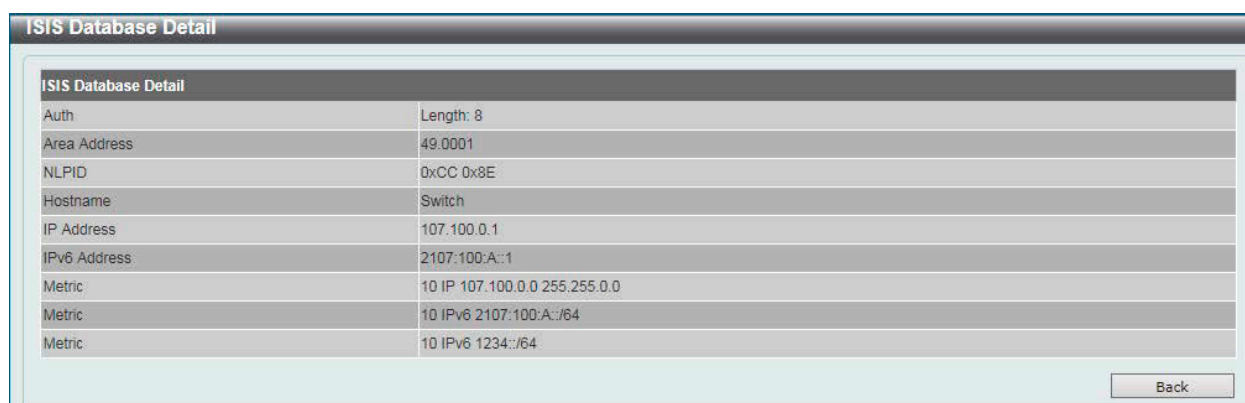 ISIS Database Detail
ISIS Database Detail
Auth Length: 8
Area Address 49.0001
NLPID 0xCC 0x8E
Hostname Switch
IP Address 107.100.0.1
IPv6 Address 2107:100:A::1
Metric 10 IP 107.100.0.0 255.255.0.0
Metric 10 IPv6 2107:100:A::/64
Metric 10 IPv6 1234::/64
Back